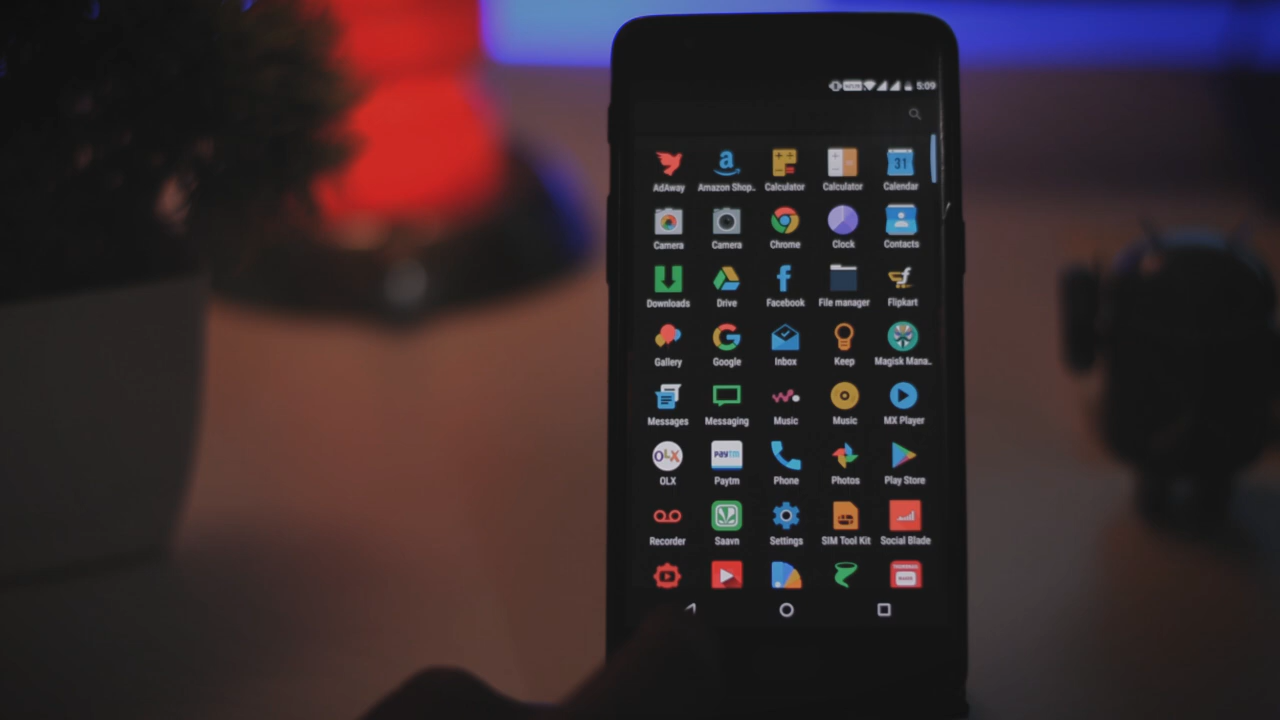 5:09
AdAway Amazon Shop.. Calculator Calculator Calendar
Camera Camera Chrome Clock Contacts
Downloads Drive Facebook File manager Flipkart
Gallery Google Inbox Keep Magisk Mana..
Messages Messaging Music Music MX Player
OLX Paytm Phone Photos Play Store
Recorder Saavn Settings SIM Tool Kit Social Blade